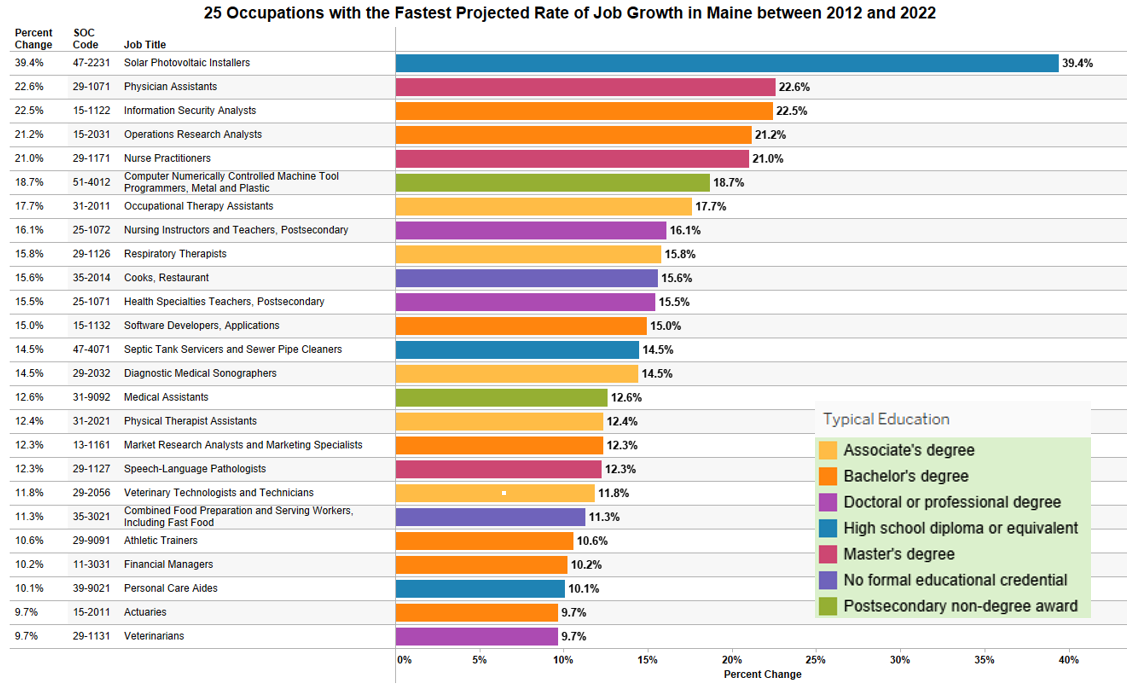 25 Occupations with the Fastest Projected Rate of Job Growth in Maine between 2012 and 2022
Percent Change SOC Code Job Title
39.4% 47-2231 Solar Photovoltaic Installers 39.4%
22.6% 29-1071 Physician Assistants 22.6%
22.5% 15-1122 Information Security Analysts 22.5%
21.2% 15-2031 Operations Research Analysts 21.2%
21.0% 29-1171 Nurse Practitioners 21.0%
18.7% 51-4012 Computer Numerically Controlled Machine Tool
Programmers, Metal and Plastic 18.7%
17.7% 31-2011 Occupational Therapy Assistants 17.7%
16.1% 25-1072 Nursing Instructors and Teachers, Postsecondary 16.1%
15.8% 29-1126 Respiratory Therapists 15.8%
15.6% 35-2014 Cooks, Restaurant 15.6%
15.5% 25-1071 Health Specialties Teachers, Postsecondary 15.5%
15.0% 15-1132 Software Developers, Applications 15.0%
14.5% 47-4071 Septic Tank Servicers and Sewer Pipe Cleaners 14.5%
14.5% 29-2032 Diagnostic Medical Sonographers 14.5%
12.6% 31-9092 Medical Assistants 12.6%
12.4% 31-2021 Physical Therapist Assistants 12.4%
12.3% 13-1161 Market Research Analysts and Marketing Specialists 12.3%
12.3% 29-1127 Speech-Language Pathologists 12.3%
11.8% 29-2056 Veterinary Technologists and Technicians 11.8%
11.3% 35-3021 Combined Food Preparation and Serving Workers,
Including Fast Food 11.3%
10.6% 29-9091 Athletic Trainers 10.6%
10.2% 11-3031 Financial Managers 10.2%
10.1% 39-9021 Personal Care Aides 10.1%
9.7% 15-2011 Actuaries 9.7%
9.7% 29-1131 Veterinarians 9.7%
0% 5% 10% 15% 20% 25% 30% 35% 40%
Percent Change
Typical Education
Associate's degree
Bachelor's degree
Doctoral or professional degree
High school diploma or equivalent
Master's degree
No formal educational credential
Postsecondary non-degree award